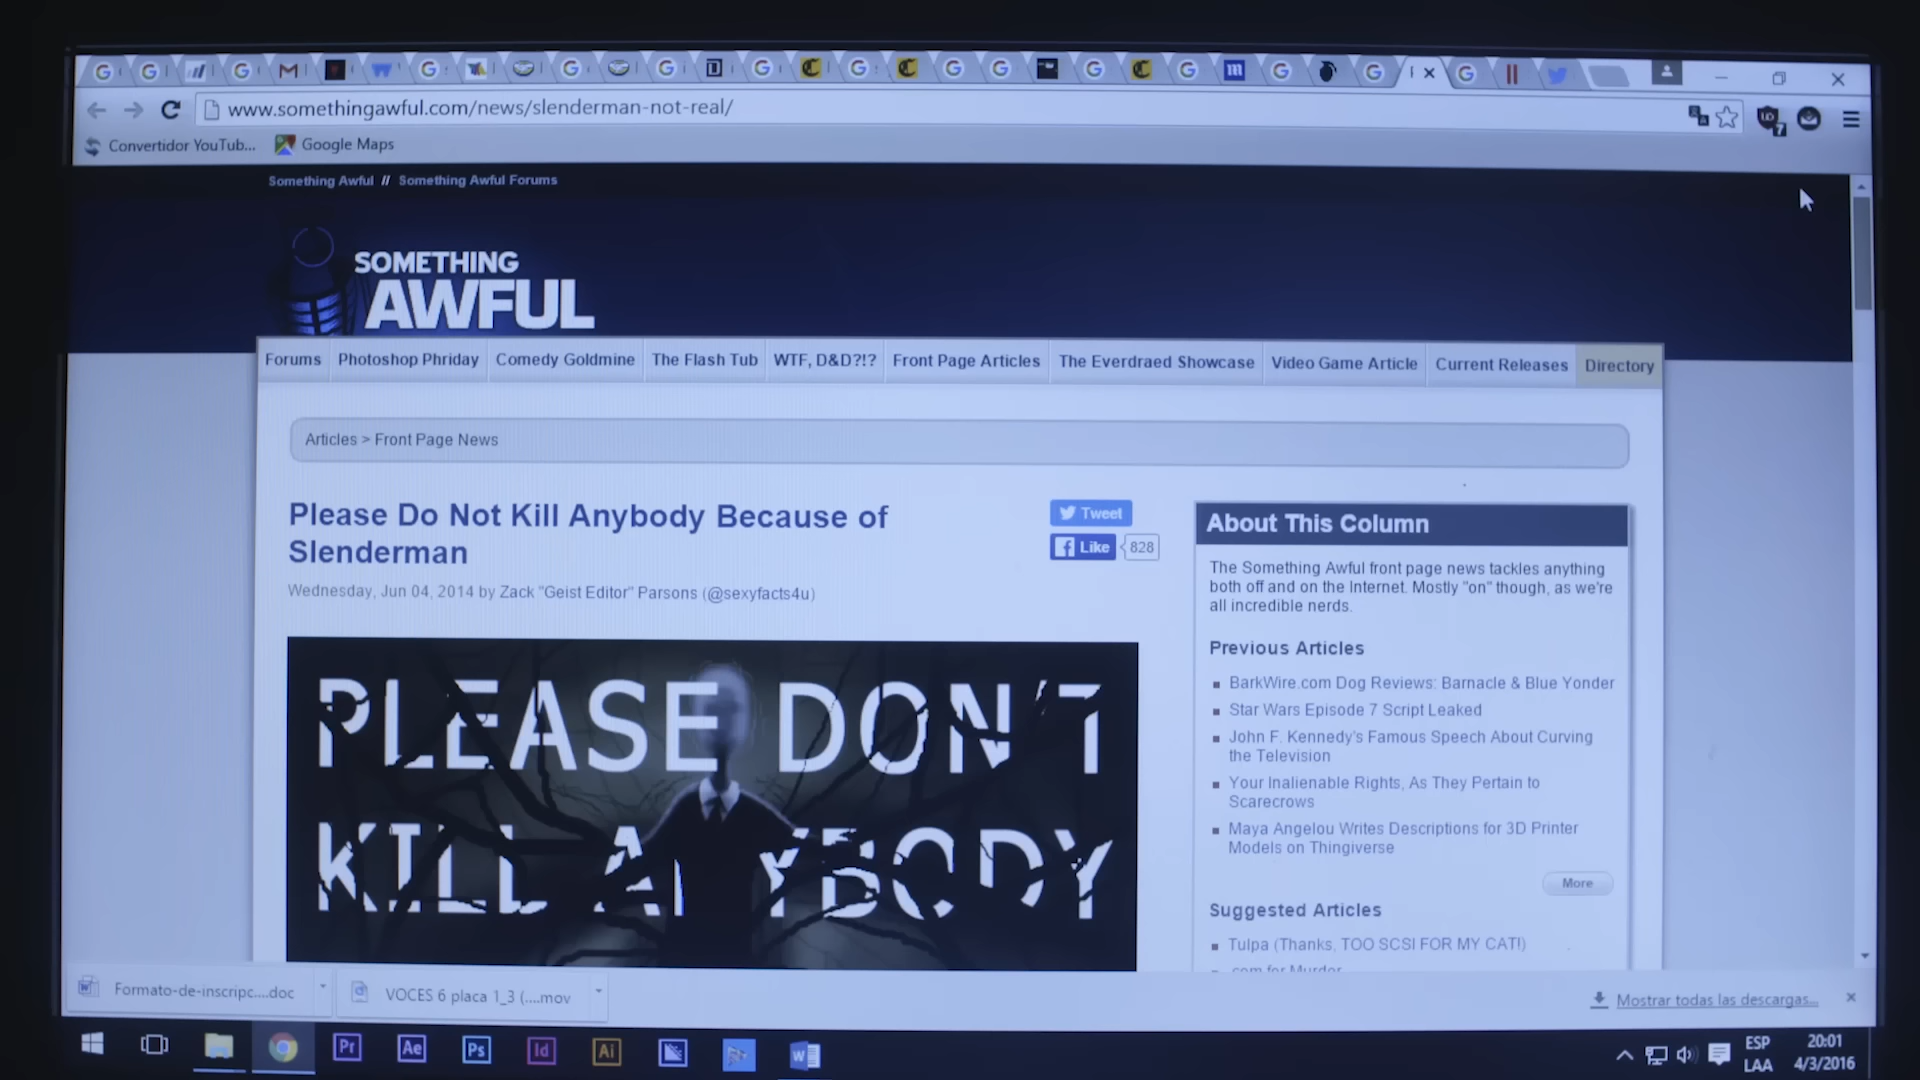 www.somethingawful.com/news/slenderman-not-real/
Convertidor YouTub... Google Maps
Something Awful // Something Awful Forums
SOMETHING
AWFUL
Forums Photoshop Phriday Comedy Goldmine The Flash Tub WTF, D&D?!? Front Page Articles The Everdraed Showcase Video Game Article Current Releases Directory
Articles > Front Page News
Please Do Not Kill Anybody Because of
Slenderman
Tweet
Like 828
Wednesday, Jun 04, 2014 by Zack "Geist Editor" Parsons (@sexyfacts4u)
PLEASE DON'T
KILL ANYBODY
About This Column
The Something Awful front page news tackles anything
both off and on the Internet. Mostly "on" though, as we're
all incredible nerds.
Previous Articles
BarkWire.com Dog Reviews: Barnacle & Blue Yonder
Star Wars Episode 7 Script Leaked
John F. Kennedy's Famous Speech About Curving
the Television
Your Inalienable Rights, As They Pertain to
Scarecrows
Maya Angelou Writes Descriptions for 3D Printer
Models on Thingiverse
More
Suggested Articles
Tulpa (Thanks, TOO SCSI FOR MY CAT!)
.com for Murder
Formato-de-inscripc....doc VOCES 6 placa 1_3 (....mov Mostrar todas las descargas...
Pr Ae Ps Id Ai
ESP
LAA
20:01
4/3/2016